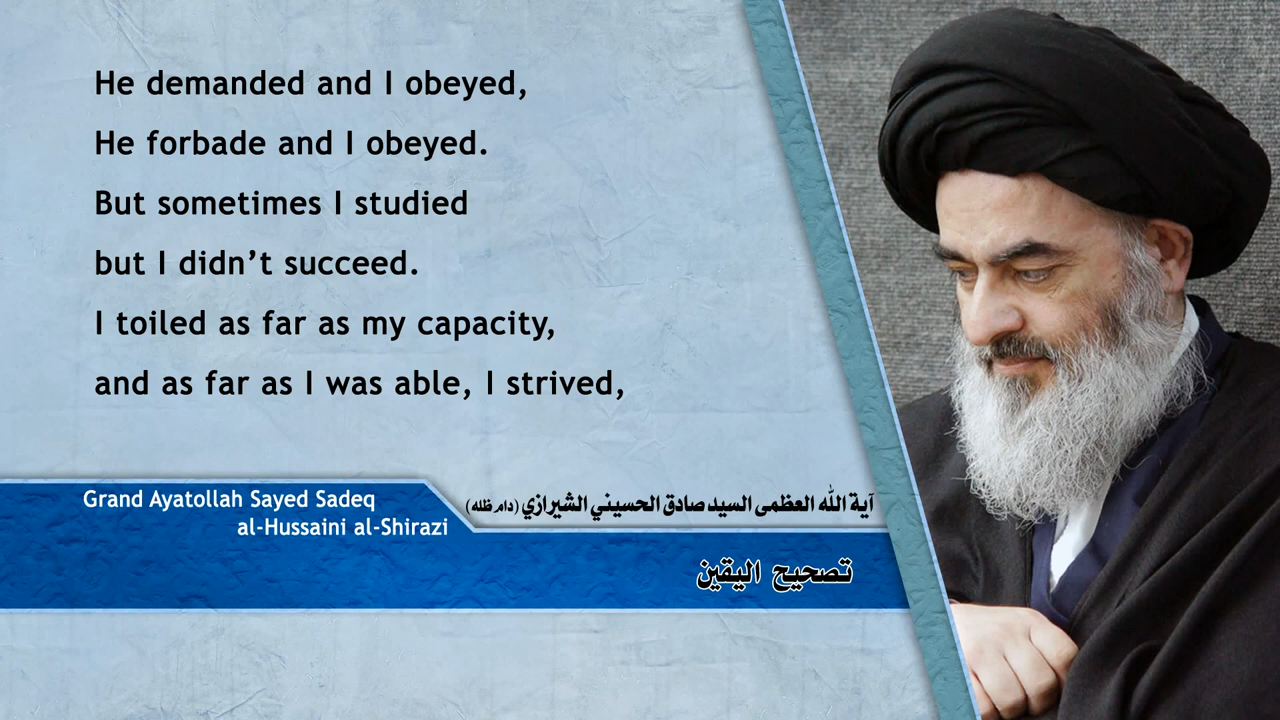 He demanded and I obeyed,
He forbade and I obeyed.
But sometimes I studied
but I didn’t succeed.
I toiled as far as my capacity,
and as far as I was able, I strived,
Grand Ayatollah Sayed Sadeq
al-Hussaini al-Shirazi
آية الله العظمى السيد صادق الحسيني الشيرازي (دام ظله)
تصحيح اليقين